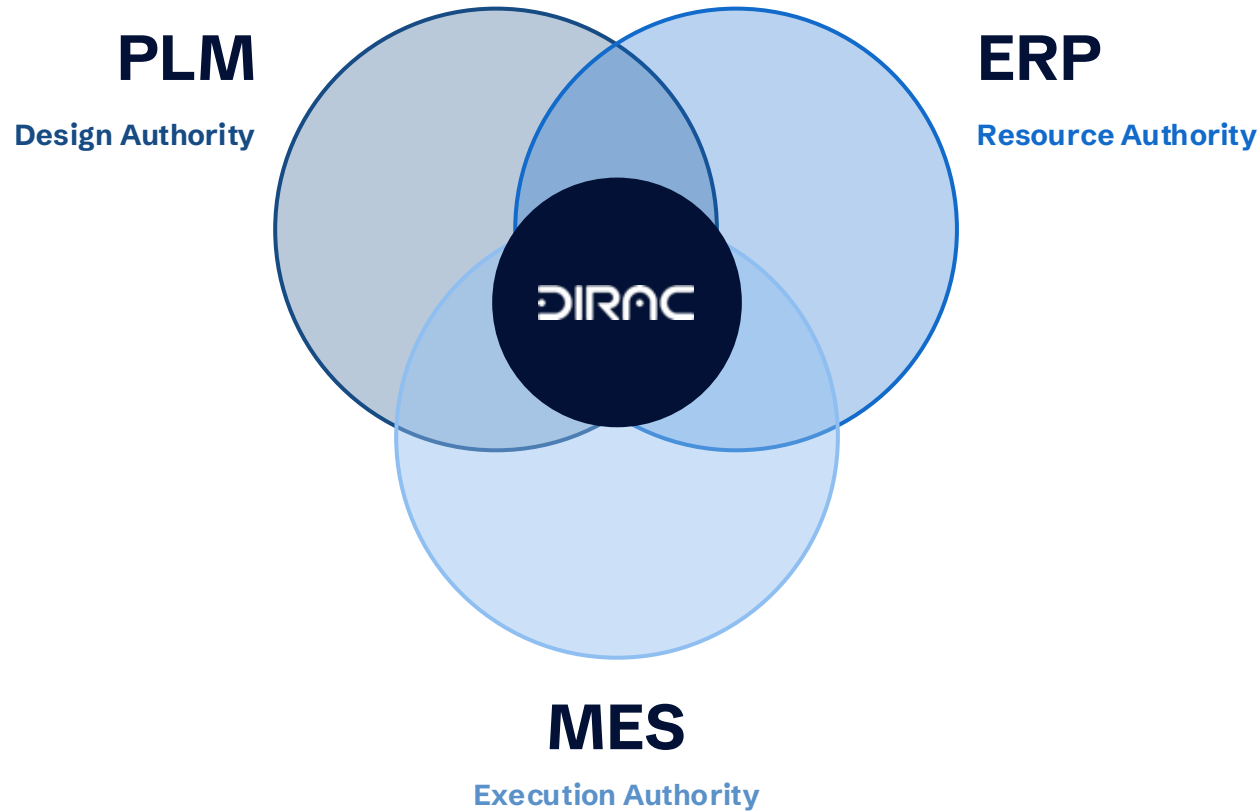 PLM
Design Authority
ERP
Resource Authority
DIRAC
MES
Execution Authority